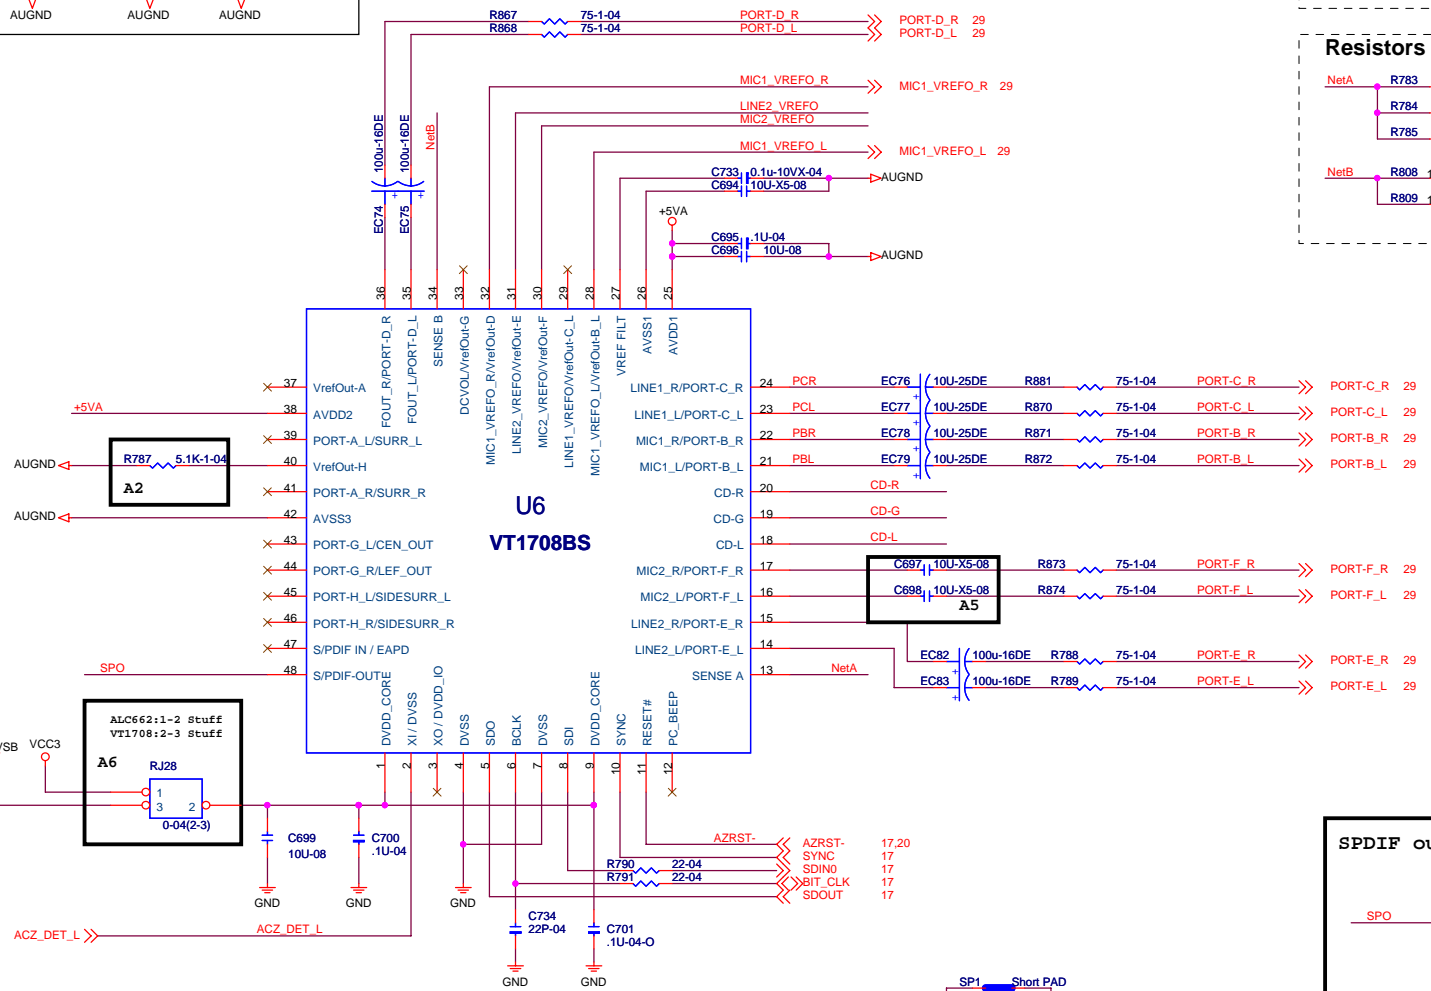 AUGND AUGND AUGND
R867 75-1-04 PORT-D_R PORT-D_R 29
R868 75-1-04 PORT-D_L PORT-D_L 29
Resistors
NetA R783
R784
R785
NetB R808
R809
MIC1_VREFO_R MIC1_VREFO_R 29
LINE2_VREFO
MIC2_VREFO
MIC1_VREFO_L MIC1_VREFO_L 29
100u-16DE 100u-16DE NetB
EC74 EC75
C733 0.1u-10VX-04 AUGND
C694 10U-X5-08
+5VA
C695 .1U-04
C696 10U-08 AUGND
36 35 34 33 32 31 30 29 28 27 26 25
FOUT_R/PORT-D_R
FOUT_L/PORT-D_L
SENSE B
DCVOL/VrefOut-G
MIC1_VREFO_R/VrefOut-D
LINE2_VREFO/VrefOut-E
MIC2_VREFO/VrefOut-F
LINE1_VREFO/VrefOut-C_L
MIC1_VREFO_L/VrefOut-B_L
VREF FILT
AVSS1
AVDD1
37 VrefOut-A
+5VA 38 AVDD2
39 PORT-A_L/SURR_L
AUGND R787 5.1K-1-04 40 VrefOut-H
A2
41 PORT-A_R/SURR_R
AUGND 42 AVSS3
43 PORT-G_L/CEN_OUT
44 PORT-G_R/LEF_OUT
45 PORT-H_L/SIDESURR_L
46 PORT-H_R/SIDESURR_R
47 S/PDIF IN / EAPD
SPO 48 S/PDIF-OUT
U6
VT1708BS
LINE1_R/PORT-C_R 24 PCR EC76 10U-25DE R881 75-1-04 PORT-C_R PORT-C_R 29
LINE1_L/PORT-C_L 23 PCL EC77 10U-25DE R870 75-1-04 PORT-C_L PORT-C_L 29
MIC1_R/PORT-B_R 22 PBR EC78 10U-25DE R871 75-1-04 PORT-B_R PORT-B_R 29
MIC1_L/PORT-B_L 21 PBL EC79 10U-25DE R872 75-1-04 PORT-B_L PORT-B_L 29
CD-R 20 CD-R
CD-G 19 CD-G
CD-L 18 CD-L
MIC2_R/PORT-F_R 17 C697 10U-X5-08 R873 75-1-04 PORT-F_R PORT-F_R 29
MIC2_L/PORT-F_L 16 C698 10U-X5-08 R874 75-1-04 PORT-F_L PORT-F_L 29
A5
LINE2_R/PORT-E_R 15
LINE2_L/PORT-E_L 14
EC82 100u-16DE R788 75-1-04 PORT-E_R PORT-E_R 29
EC83 100u-16DE R789 75-1-04 PORT-E_L PORT-E_L 29
SENSE A 13 NetA
DVDD_CORE
XI / DVSS
XO / DVDD_IO
DVSS
SDO
BCLK
DVSS
SDI
DVDD_CORE
SYNC
RESET#
PC_BEEP
1 2 3 4 5 6 7 8 9 10 11 12
ALC662:1-2 Stuff
VT1708:2-3 Stuff
VSB VCC3
A6
RJ28
1
3 2
0-04(2-3)
C699
10U-08
C700
.1U-04
GND GND GND
AZRST- AZRST- 17,20
SYNC 17
R790 22-04 SDIN0 17
R791 22-04 BIT_CLK 17
SDOUT 17
C734
22P-04
C701
.1U-04-O
ACZ_DET_L ACZ_DET_L
GND GND
SP1 Short PAD
SPDIF ou
SPO